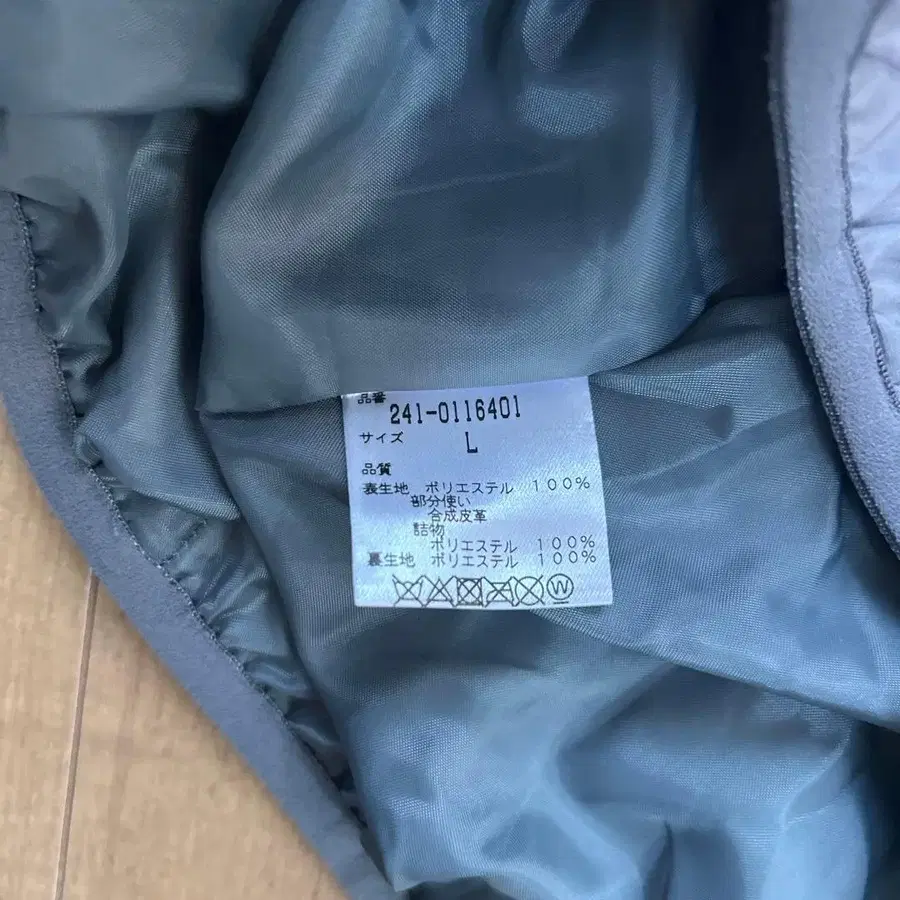 品番
241-0116401
サイズ L
品質
表生地 ポリエステル 100%
部分使い
合成皮革
詰物
ポリエステル 100%
裏生地 ポリエステル 100%
W